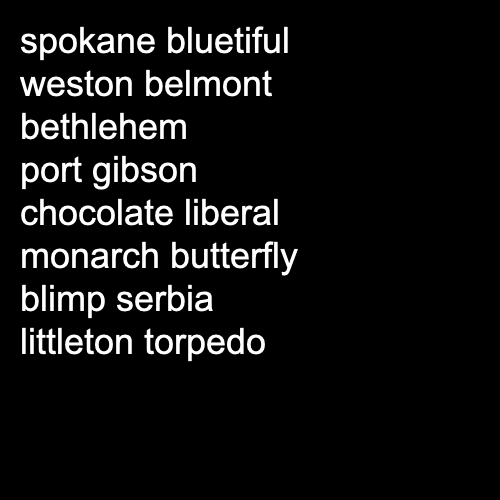 spokane bluetiful
weston belmont
bethlehem
port gibson
chocolate liberal
monarch butterfly
blimp serbia
littleton torpedo